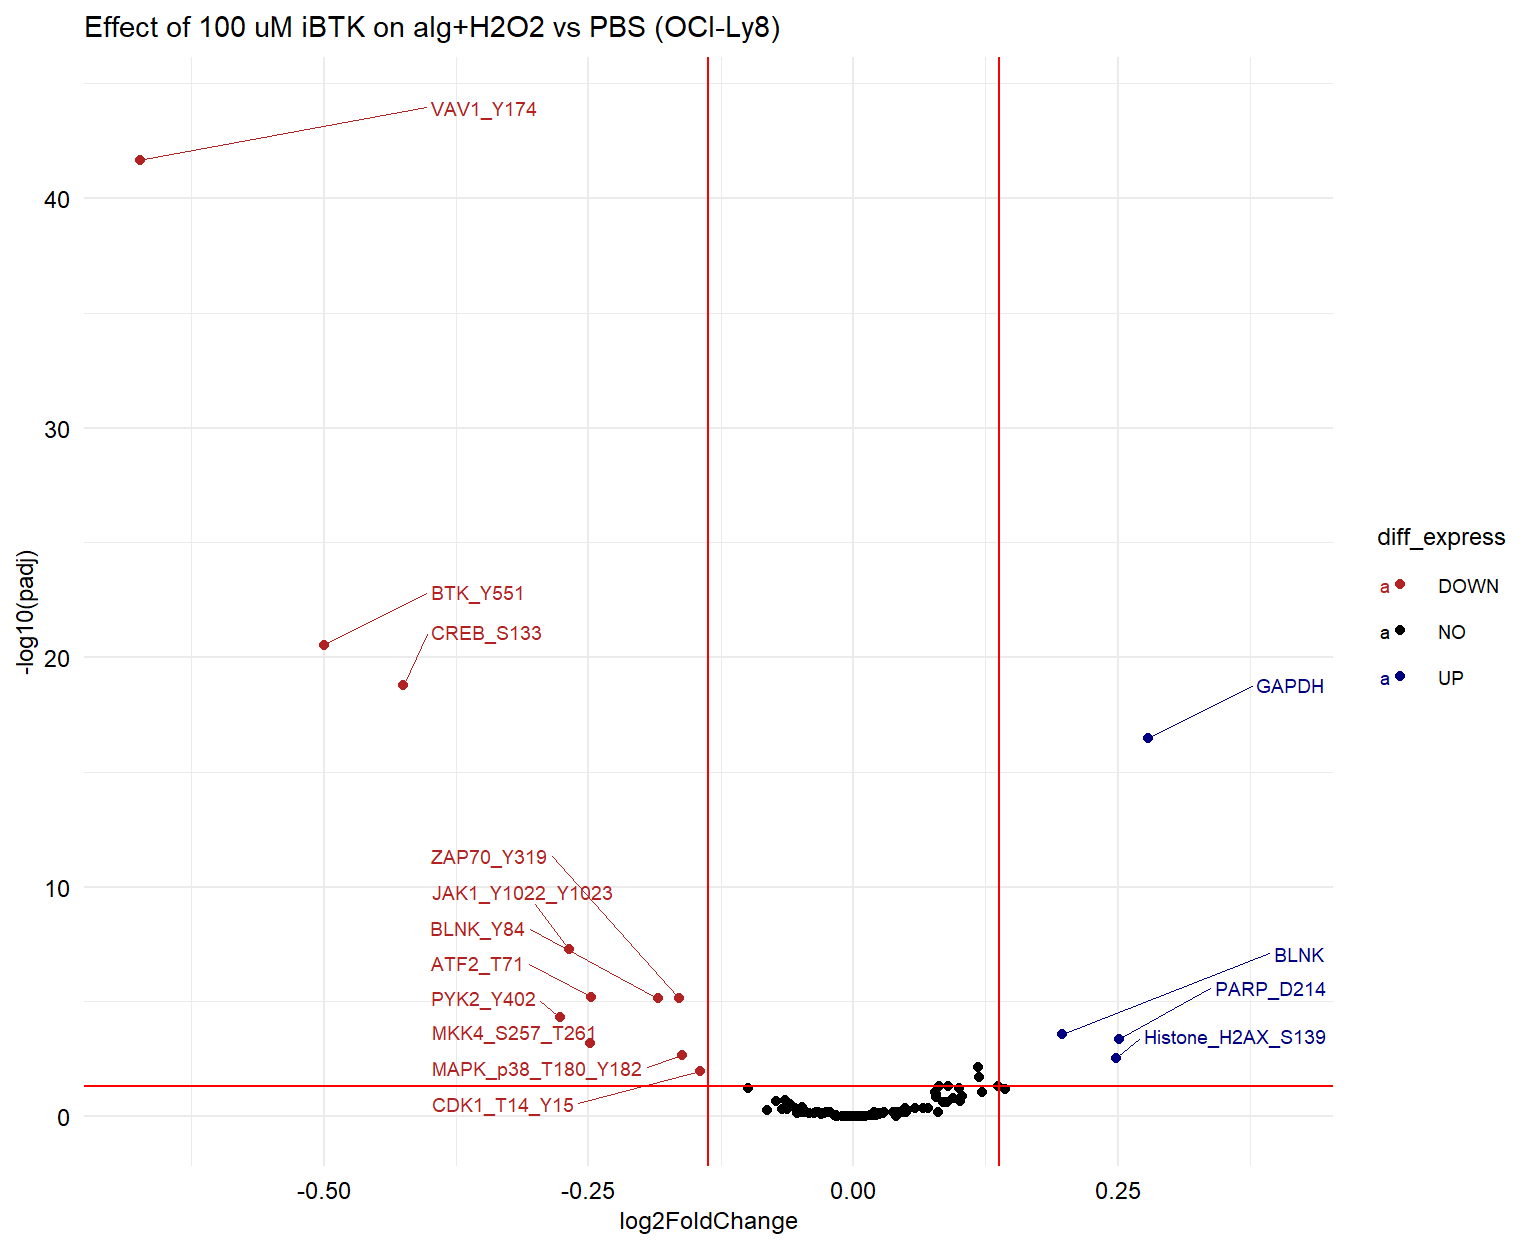 Effect of 100 uM iBTK on alg+H2O2 vs PBS (OCI-Ly8)
VAV1_Y174
40
30
BTK_Y551
CREB_S133
-log10(padj)
20
GAPDH
diff_express
a DOWN
a NO
a UP
ZAP70_Y319
10
JAK1_Y1022_Y1023
BLNK_Y84
ATF2_T71
PYK2_Y402
MKK4_S257_T261
MAPK_p38_T180_Y182
CDK1_T14_Y15
BLNK
PARP_D214
Histone_H2AX_S139
0
-0.50 -0.25 0.00 0.25
log2FoldChange